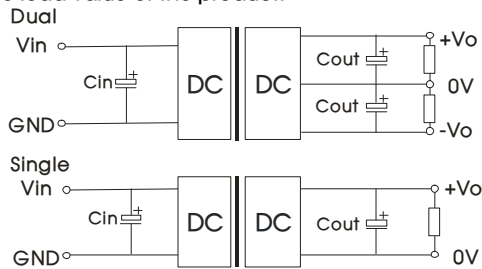 Dual
Vin
Cin
GND
DC
DC
Cout
Cout
+Vo
0V
-Vo
Single
Vin
Cin
GND
DC
DC
Cout
+Vo
0V